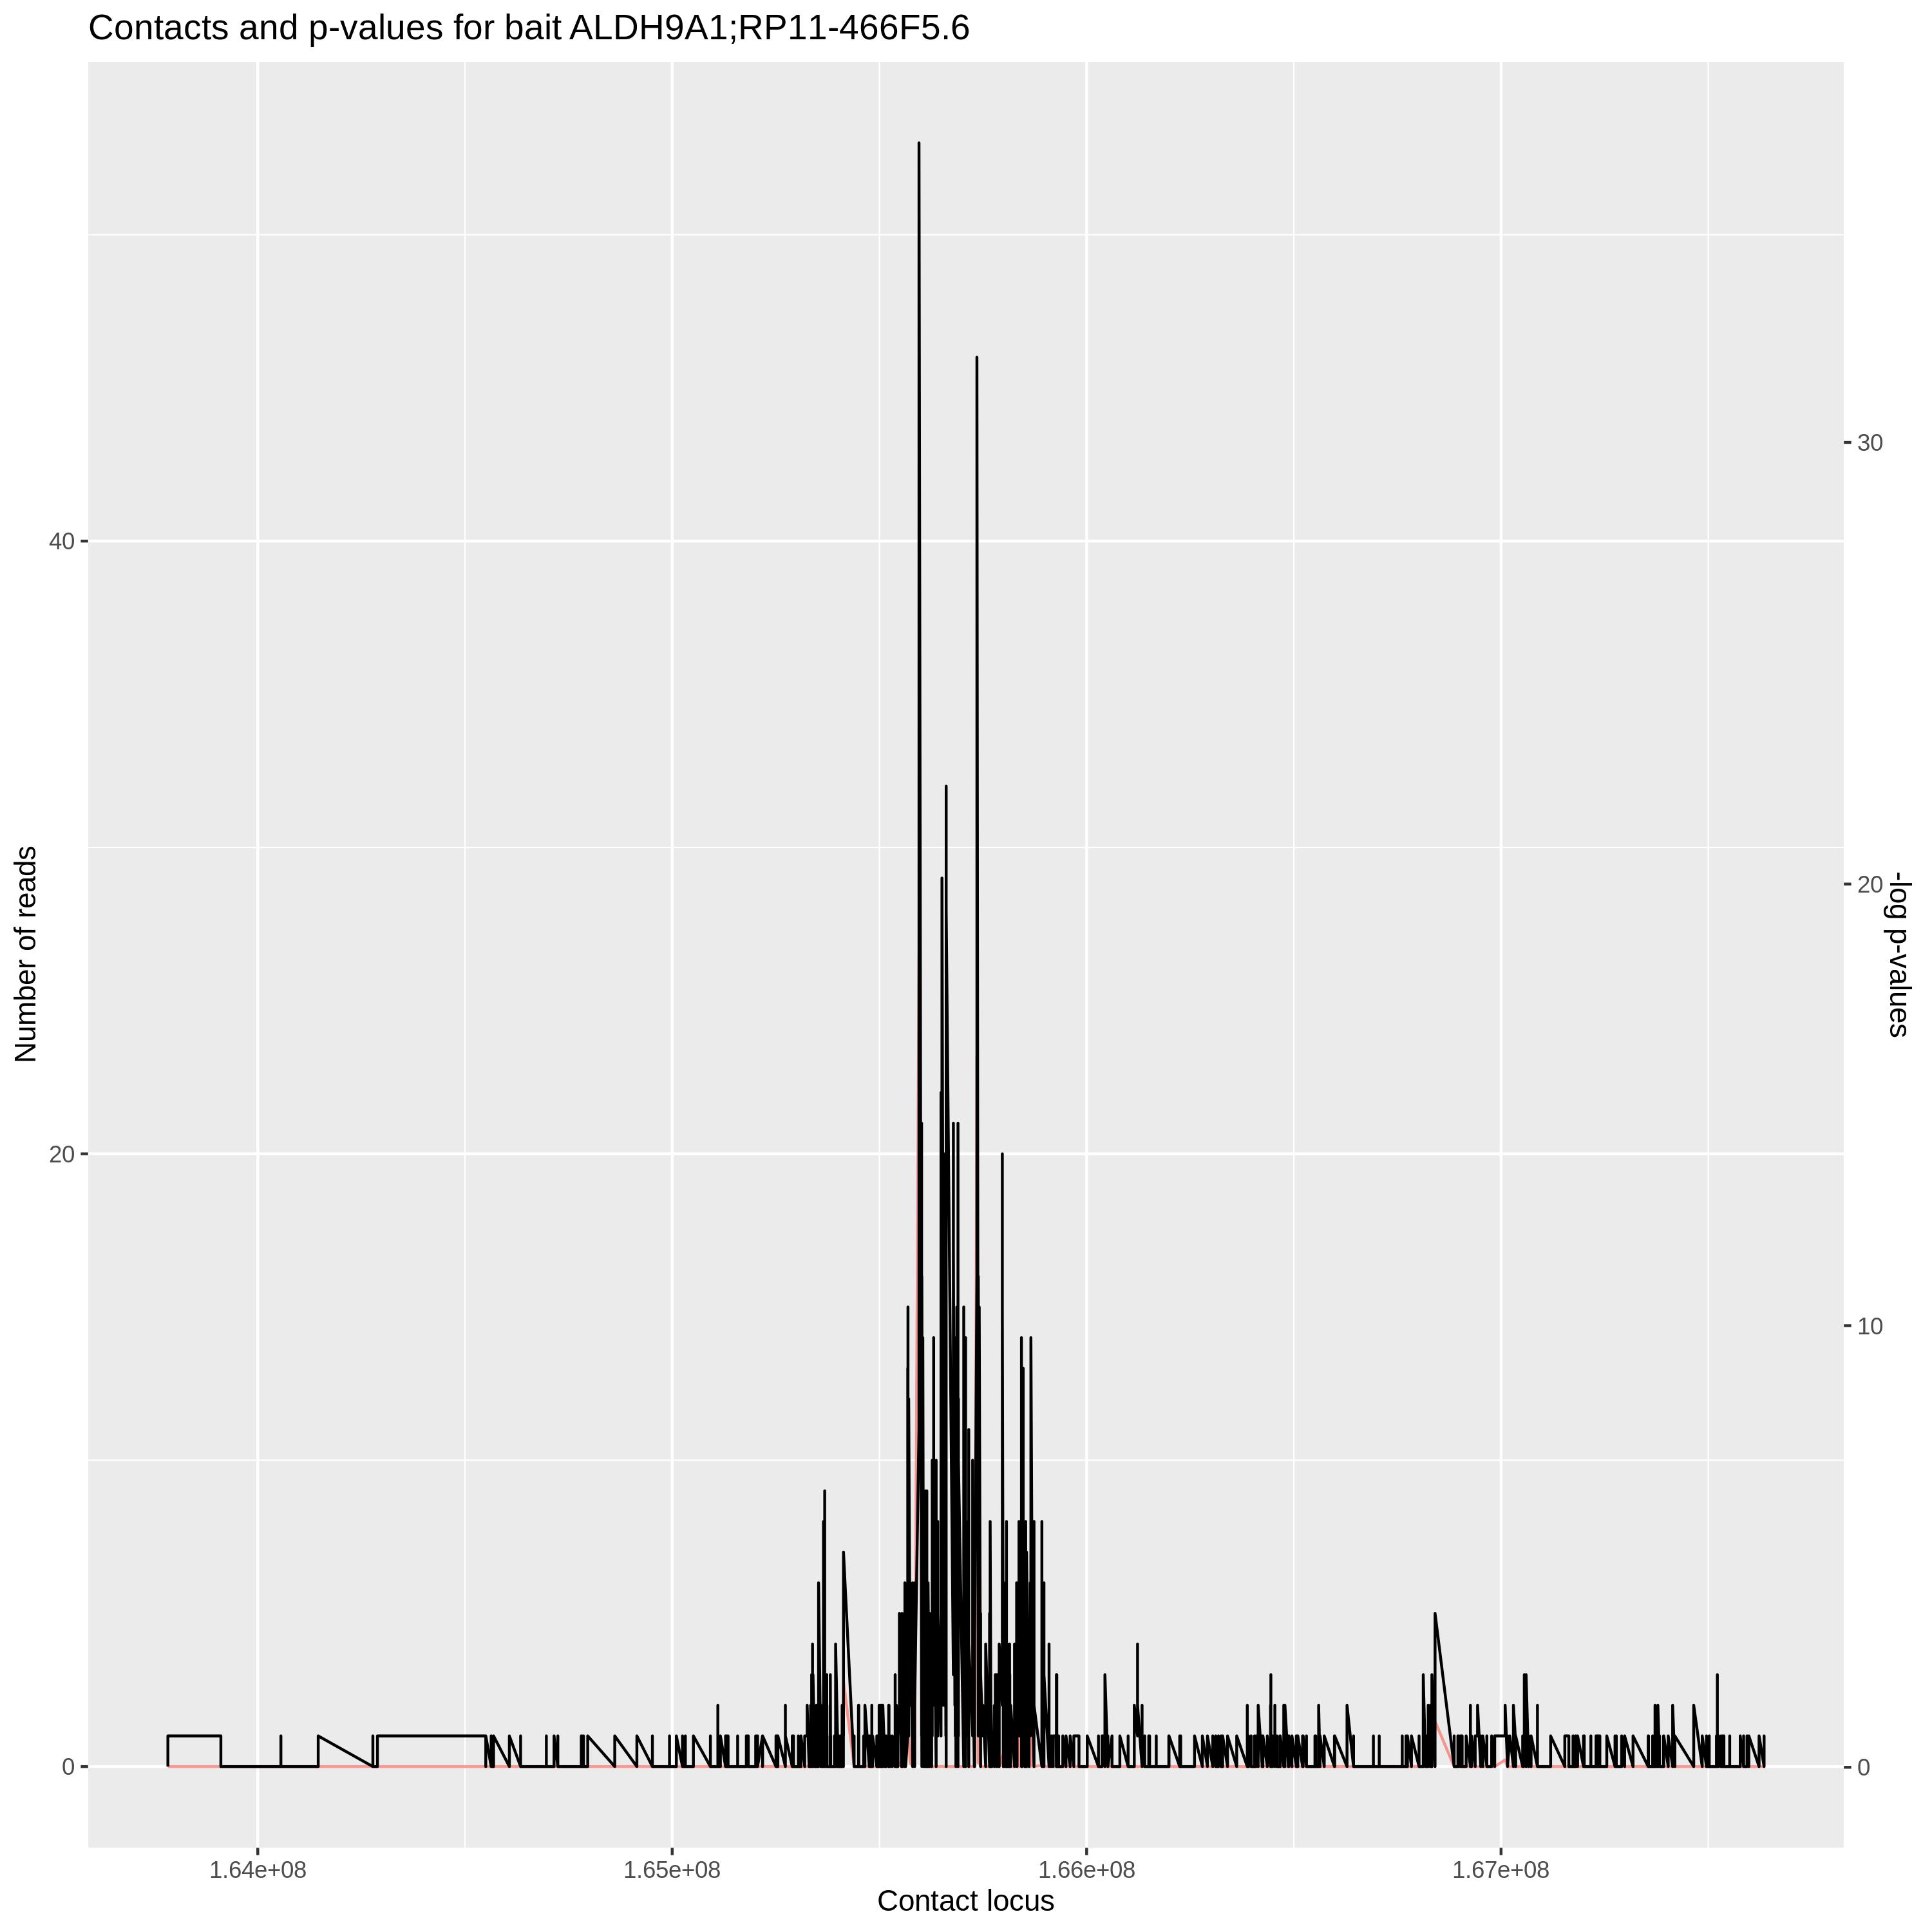 Contacts and p-values for bait ALDH9A1;RP11-466F5.6
Number of reads
40
20
0
30
20
10
0
-log p-values
1.64e+08 1.65e+08 1.66e+08 1.67e+08
Contact locus